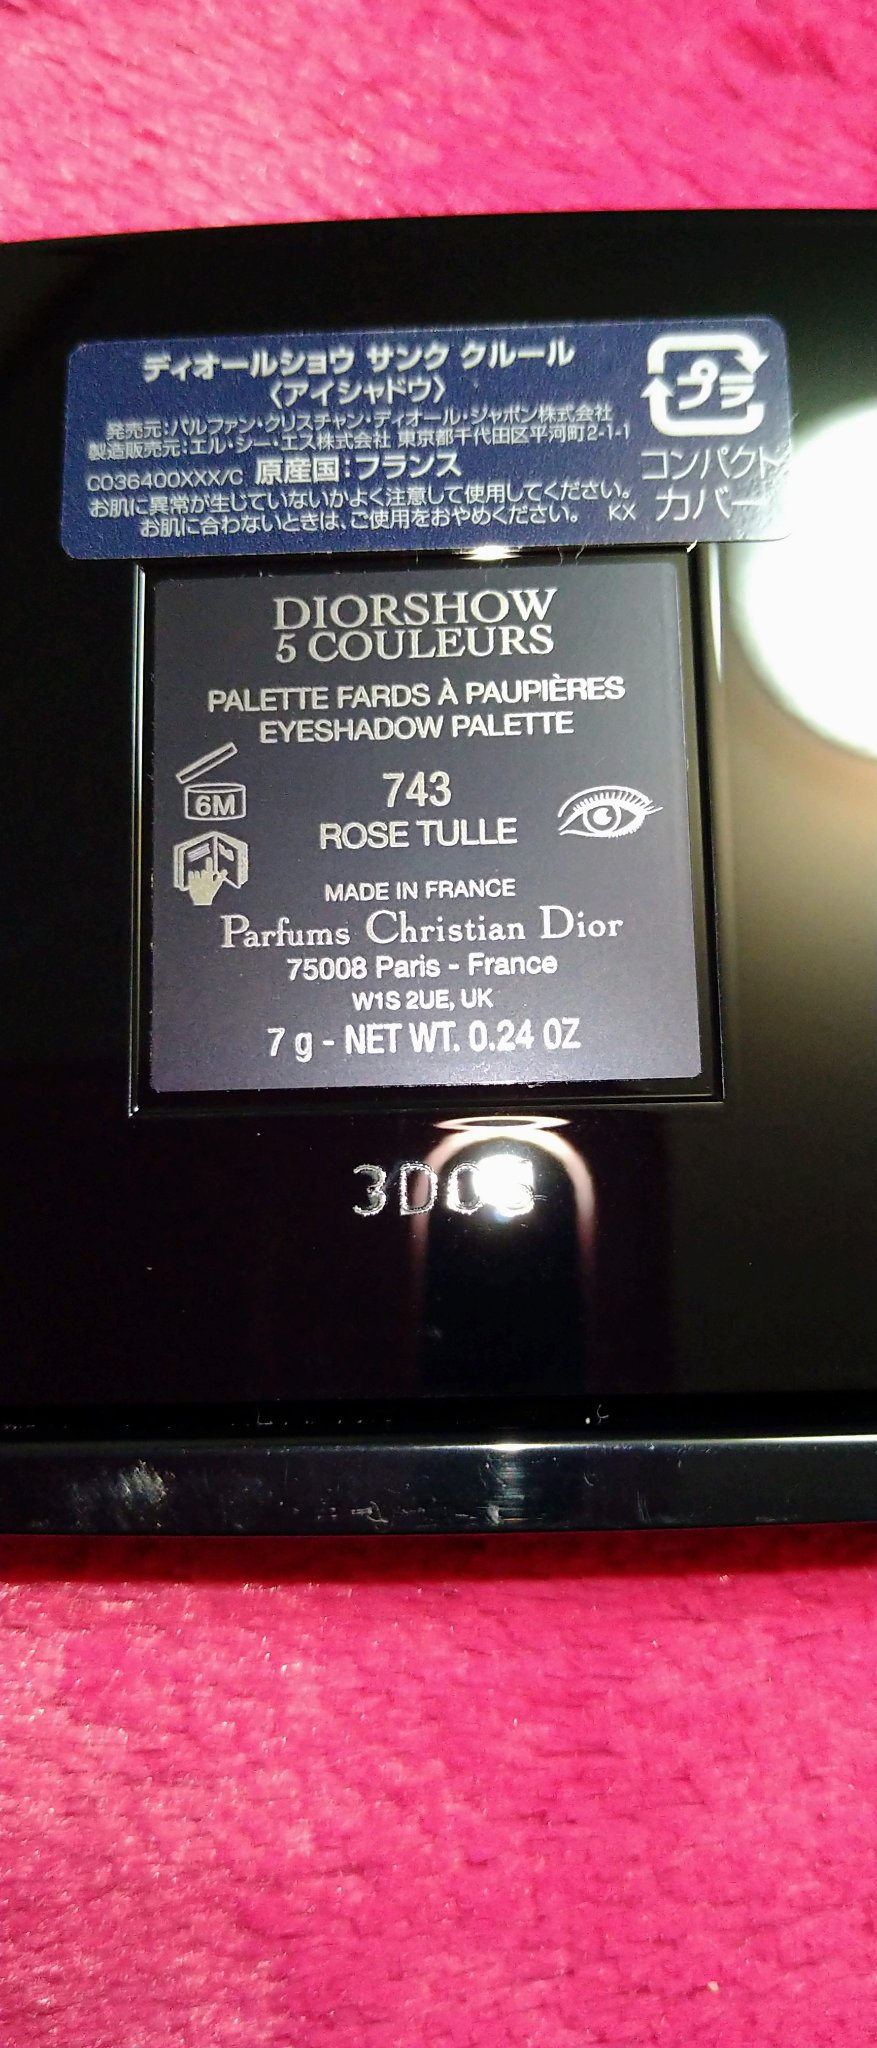 ディオールショウ サンク クルール
〈アイシャドウ〉
発売元:パルファン・クリスチャン・ディオール・ジャポン株式会社
製造販売元:エル・シー・エス株式会社 東京都千代田区平河町2-1-1
C036400XXX/C 原産国:フランス
お肌に異常が生じていないかよく注意して使用してください。
お肌に合わないときは、ご使用をおやめください。 KX
プラ
コンパクト
カバー
DIORSHOW
5 COULEURS
PALETTE FARDS À PAUPIÈRES
EYESHADOW PALETTE
6M
743
ROSE TULLE
MADE IN FRANCE
Parfums Christian Dior
75008 Paris - France
W1S 2UE, UK
7 g - NET WT. 0.24 OZ